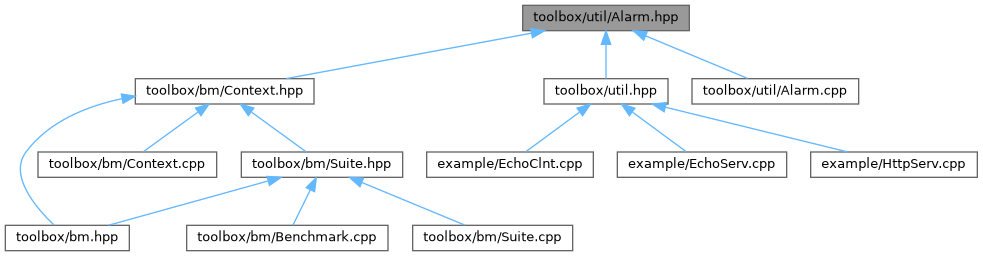 toolbox/util/Alarm.hpp
toolbox/bm/Context.hpp
toolbox/util.hpp
toolbox/util/Alarm.cpp
toolbox/bm/Context.cpp
toolbox/bm/Suite.hpp
example/EchoClnt.cpp
example/EchoServ.cpp
example/HttpServ.cpp
toolbox/bm.hpp
toolbox/bm/Benchmark.cpp
toolbox/bm/Suite.cpp